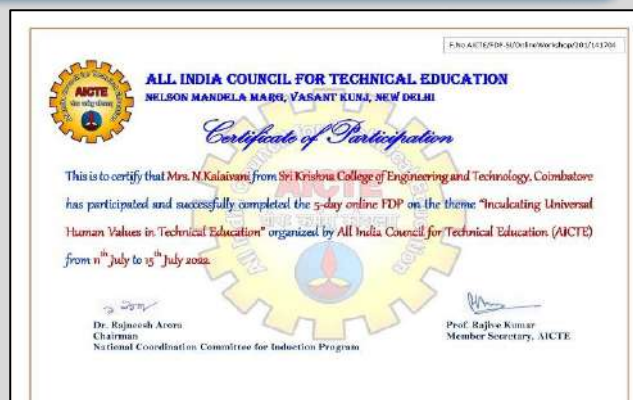 F.No AICTE/FDP-SI/OnlineWorkshop/201/141704
AICTE
ALL INDIA COUNCIL FOR TECHNICAL EDUCATION
NELSON MANDELA MARG, VASANT KUNJ, NEW DELHI
Certificate of Participation
This is to certify that Mrs. N.Kalaivani from Sri Krishna College of Engineering and Technology, Coimbatore
has participated and successfully completed the 5-day online FDP on the theme "Inculcating Universal
Human Values in Technical Education" organized by All India Council for Technical Education (AICTE)
from 11th July to 15th July 2022.
Dr. Rajneesh Arora
Chairman
National Coordination Committee for Induction Program
Prof. Rajive Kumar
Member Secretary, AICTE